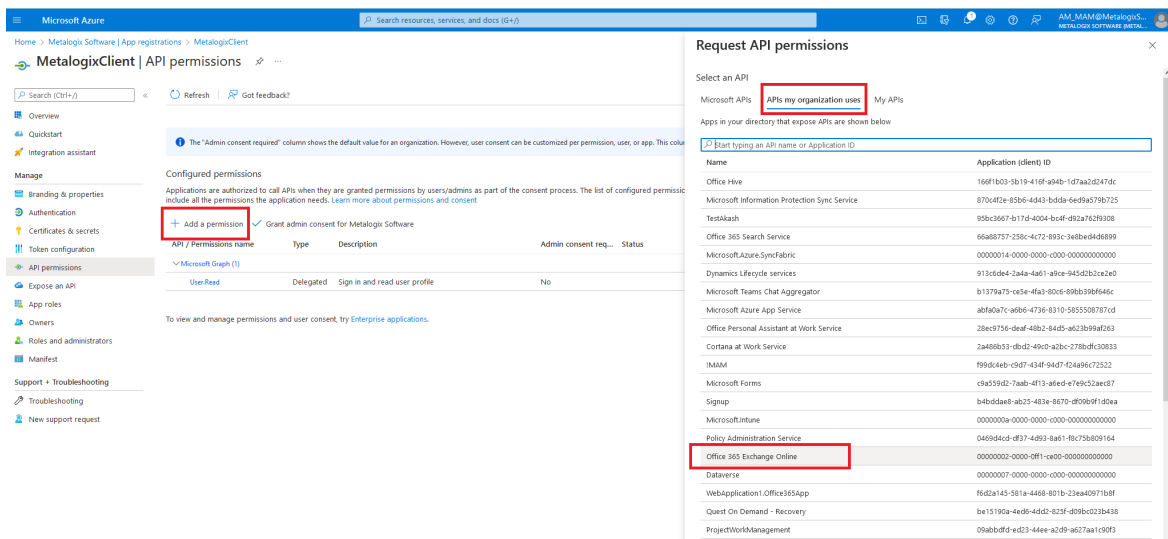 Microsoft Azure
Search resources, services, and docs (G+/)
AM_MAM@MetalogixS...
METALOGIX SOFTWARE (METAL...
Home > Metalogix Software | App registrations > MetalogixClient
MetalogixClient | API permissions
Search (Ctrl+/)
Refresh
Got feedback?
Overview
Quickstart
Integration assistant
Manage
Branding & properties
Authentication
Certificates & secrets
Token configuration
API permissions
Expose an API
App roles
Owners
Roles and administrators
Manifest
Support + Troubleshooting
Troubleshooting
New support request
The "Admin consent required" column shows the default value for an organization. However, user consent can be customized per permission, user, or app. This colu
Configured permissions
Applications are authorized to call APIs when they are granted permissions by users/admins as part of the consent process. The list of configured permissio
include all the permissions the application needs. Learn more about permissions and consent
Add a permission
Grant admin consent for Metalogix Software
API / Permissions name Type Description Admin consent req... Status
Microsoft Graph (1)
User.Read Delegated Sign in and read user profile No
To view and manage permissions and user consent, try Enterprise applications.
Request API permissions
Select an API
Microsoft APIs APIs my organization uses My APIs
Apps in your directory that expose APIs are shown below
Start typing an API name or Application ID
Name Application (client) ID
Office Hive 166f1b03-5b19-416f-a94b-1d7aa2d247dc
Microsoft Information Protection Sync Service 870c4f2e-85b6-4d43-bdda-6ed9a579b725
TestAkash 95bc3667-b17d-4004-bc4f-d92a762f9308
Office 365 Search Service 66a88757-258c-4c72-893c-3e8bed4d6899
Microsoft.Azure.SyncFabric 00000014-0000-0000-c000-000000000000
Dynamics Lifecycle services 913c6de4-2a4a-4a61-a9ce-945d2b2ce2e0
Microsoft Teams Chat Aggregator b1379a75-ce5e-4fa3-80c6-89bb39bf646c
Microsoft Azure App Service abfa0a7c-a6b6-4736-8310-5855508787cd
Office Personal Assistant at Work Service 28ec9756-deaf-48b2-84d5-a623b99af263
Cortana at Work Service 2a486b53-dbd2-49c0-a2bc-278bdfc30833
!MAM f99dc4eb-c9d7-434f-94d7-f24a96c72522
Microsoft Forms c9a559d2-7aab-4f13-a6ed-e7e9c52aec87
Signup b4bddae8-ab25-483e-8670-df09b9f1d0ea
Microsoft.Intune 0000000a-0000-0000-c000-000000000000
Policy Administration Service 0469d4cd-df37-4d93-8a61-f8c75b809164
Office 365 Exchange Online 00000002-0000-0ff1-ce00-000000000000
Dataverse 00000007-0000-0000-c000-000000000000
WebApplication1.Office365App f6d2a145-581a-4468-801b-23ea40971b8f
Quest On Demand - Recovery be15190a-4ed6-4dd2-825f-d09bc023b438
ProjectWorkManagement 09abbdfd-ed23-44ee-a2d9-a627aa1c90f3